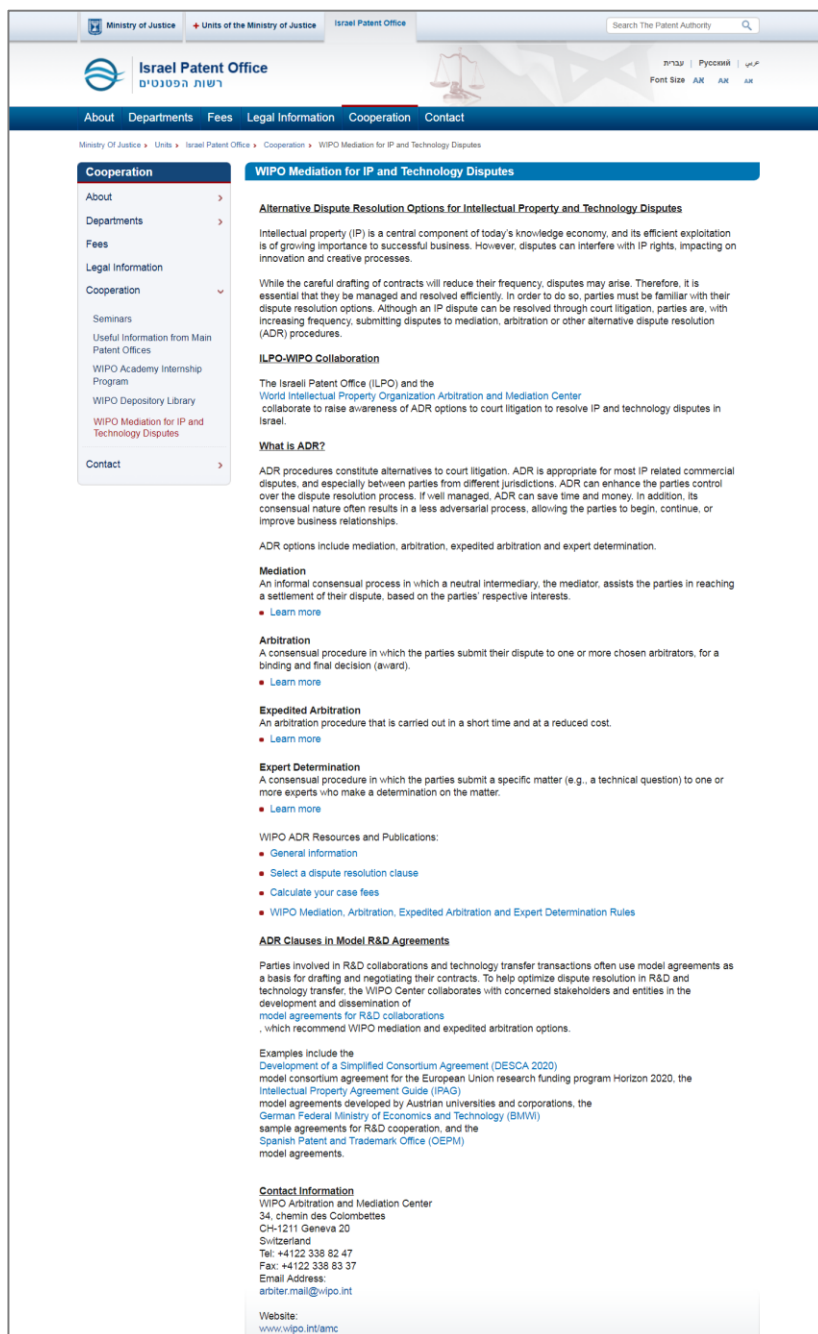 Ministry of Justice
+ Units of the Ministry of Justice
Israel Patent Office
Search The Patent Authority
Israel Patent Office
רשות הפטנטים
עברית | Русский | عربي
Font Size אA אA אA
About Departments Fees Legal Information Cooperation Contact
Ministry Of Justice › Units › Israel Patent Office › Cooperation › WIPO Mediation for IP and Technology Disputes
Cooperation
About
Departments
Fees
Legal Information
Cooperation
Seminars
Useful Information from Main
Patent Offices
WIPO Academy Internship
Program
WIPO Depository Library
WIPO Mediation for IP and
Technology Disputes
Contact
WIPO Mediation for IP and Technology Disputes
Alternative Dispute Resolution Options for Intellectual Property and Technology Disputes
Intellectual property (IP) is a central component of today's knowledge economy, and its efficient exploitation
is of growing importance to successful business. However, disputes can interfere with IP rights, impacting on
innovation and creative processes.
While the careful drafting of contracts will reduce their frequency, disputes may arise. Therefore, it is
essential that they be managed and resolved efficiently. In order to do so, parties must be familiar with their
dispute resolution options. Although an IP dispute can be resolved through court litigation, parties are, with
increasing frequency, submitting disputes to mediation, arbitration or other alternative dispute resolution
(ADR) procedures.
ILPO-WIPO Collaboration
The Israeli Patent Office (ILPO) and the
World Intellectual Property Organization Arbitration and Mediation Center
collaborate to raise awareness of ADR options to court litigation to resolve IP and technology disputes in
Israel.
What is ADR?
ADR procedures constitute alternatives to court litigation. ADR is appropriate for most IP related commercial
disputes, and especially between parties from different jurisdictions. ADR can enhance the parties control
over the dispute resolution process. If well managed, ADR can save time and money. In addition, its
consensual nature often results in a less adversarial process, allowing the parties to begin, continue, or
improve business relationships.
ADR options include mediation, arbitration, expedited arbitration and expert determination.
Mediation
An informal consensual process in which a neutral intermediary, the mediator, assists the parties in reaching
a settlement of their dispute, based on the parties' respective interests.
Learn more
Arbitration
A consensual procedure in which the parties submit their dispute to one or more chosen arbitrators, for a
binding and final decision (award).
Learn more
Expedited Arbitration
An arbitration procedure that is carried out in a short time and at a reduced cost.
Learn more
Expert Determination
A consensual procedure in which the parties submit a specific matter (e.g., a technical question) to one or
more experts who make a determination on the matter.
Learn more
WIPO ADR Resources and Publications:
General information
Select a dispute resolution clause
Calculate your case fees
WIPO Mediation, Arbitration, Expedited Arbitration and Expert Determination Rules
ADR Clauses in Model R&D Agreements
Parties involved in R&D collaborations and technology transfer transactions often use model agreements as
a basis for drafting and negotiating their contracts. To help optimize dispute resolution in R&D and
technology transfer, the WIPO Center collaborates with concerned stakeholders and entities in the
development and dissemination of
model agreements for R&D collaborations
, which recommend WIPO mediation and expedited arbitration options.
Examples include the
Development of a Simplified Consortium Agreement (DESCA 2020)
model consortium agreement for the European Union research funding program Horizon 2020, the
Intellectual Property Agreement Guide (IPAG)
model agreements developed by Austrian universities and corporations, the
German Federal Ministry of Economics and Technology (BMWi)
sample agreements for R&D cooperation, and the
Spanish Patent and Trademark Office (OEPM)
model agreements.
Contact Information
WIPO Arbitration and Mediation Center
34, chemin des Colombettes
CH-1211 Geneva 20
Switzerland
Tel: +4122 338 82 47
Fax: +4122 338 83 37
Email Address:
arbiter.mail@wipo.int
Website:
www.wipo.int/amc